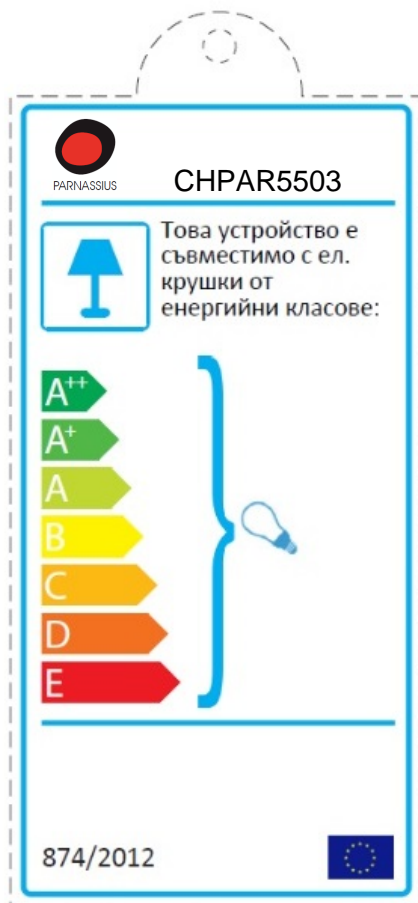 PARNASSIUS
CHPAR5503
Това устройство е
съвместимо с ел.
крушки от
енергийни класове:
A++
A+
A
B
C
D
E
874/2012